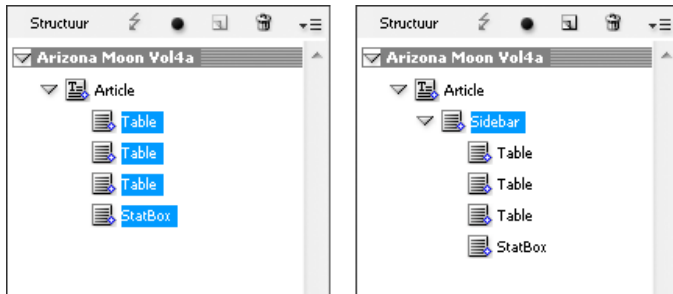 Structuur
Arizona Moon Vol4a
Article
Table
Table
Table
StatBox
Structuur
Arizona Moon Vol4a
Article
Sidebar
Table
Table
Table
StatBox